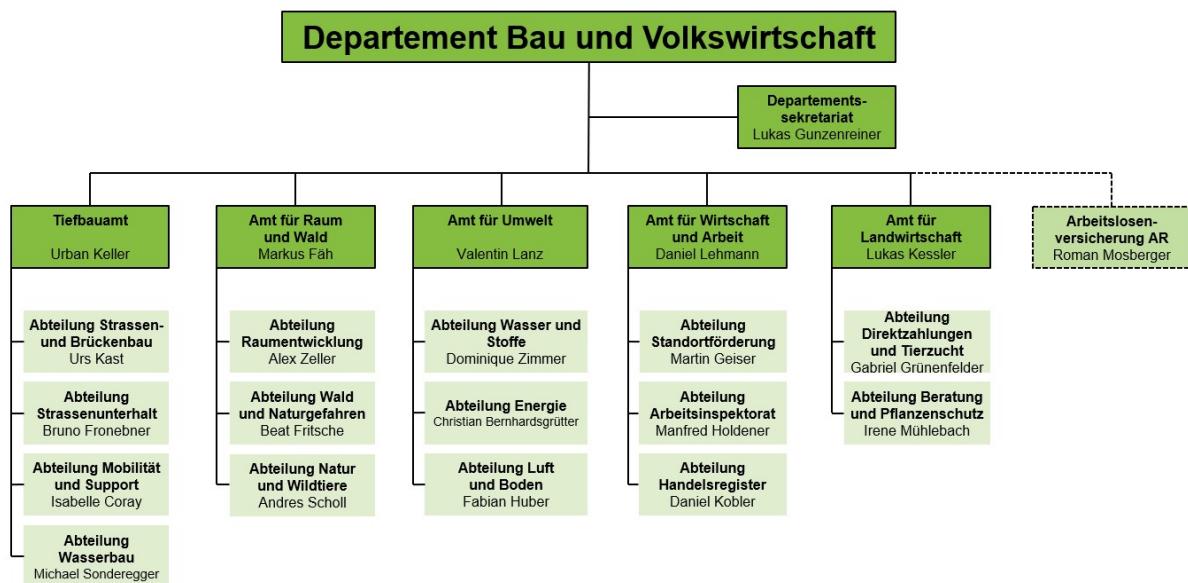 Departement Bau und Volkswirtschaft
Departements-
sekretariat
Lukas Gunzenreiner
Tiefbauamt
Urban Keller
Amt für Raum
und Wald
Markus Fäh
Amt für Umwelt
Valentin Lanz
Amt für Wirtschaft
und Arbeit
Daniel Lehmann
Amt für
Landwirtschaft
Lukas Kessler
Arbeitslosen-
versicherung AR
Roman Mosberger
Abteilung Strassen-
und Brückenbau
Urs Kast
Abteilung
Strassenunterhalt
Bruno Fronebner
Abteilung Mobilität
und Support
Isabelle Coray
Abteilung
Wasserbau
Michael Sonderegger
Abteilung
Raumentwicklung
Alex Zeller
Abteilung Wald
und Naturgefahren
Beat Fritsche
Abteilung Natur
und Wildtiere
Andres Scholl
Abteilung Wasser und
Stoffe
Dominique Zimmer
Abteilung Energie
Christian Bernhardsgrütter
Abteilung Luft
und Boden
Fabian Huber
Abteilung
Standortförderung
Martin Geiser
Abteilung
Arbeitsinspektorat
Manfred Holdener
Abteilung
Handelsregister
Daniel Kobler
Abteilung
Direktzahlungen
und Tierzucht
Gabriel Grünenfelder
Abteilung Beratung
und Pflanzenschutz
Irene Mühlebach